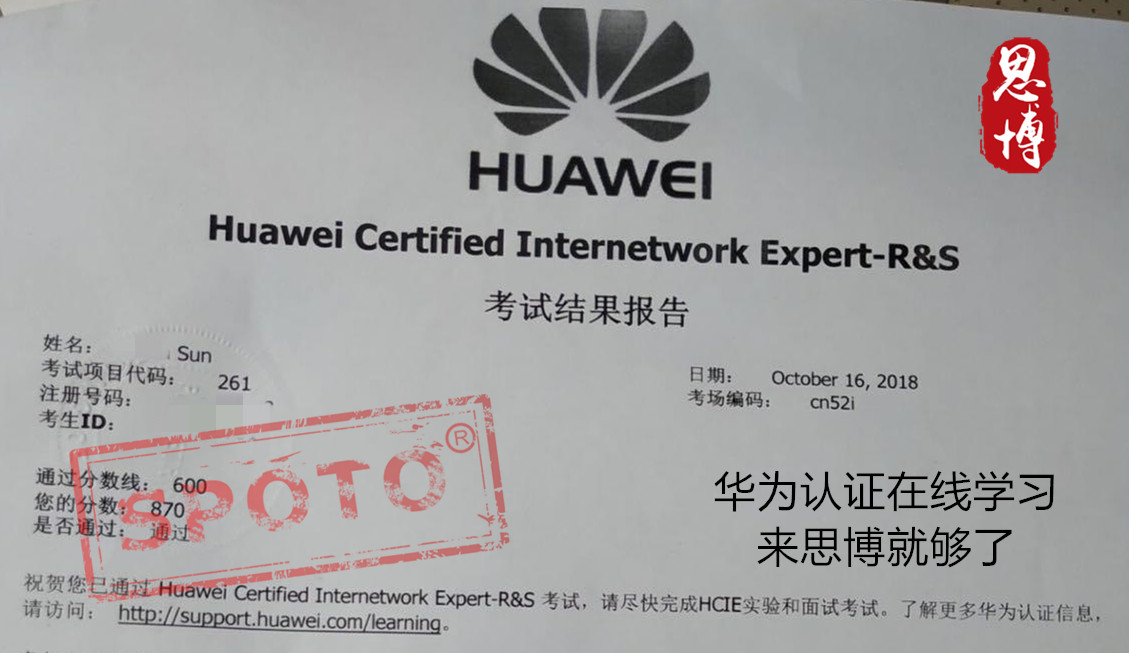 思博
HUAWEI
Huawei Certified Internetwork Expert-R&S
考试结果报告
姓名： Sun
考试项目代码： 261
注册号码：
考生ID：
日期： October 16, 2018
考场编码： cn52i
通过分数线： 600
您的分数： 870
是否通过： 通过
SPOTO®
华为认证在线学习
来思博就够了
祝贺您已通过 Huawei Certified Internetwork Expert-R&S 考试，请尽快完成HCIE实验和面试考试。了解更多华为认证信息，
请访问： http://support.huawei.com/learning。